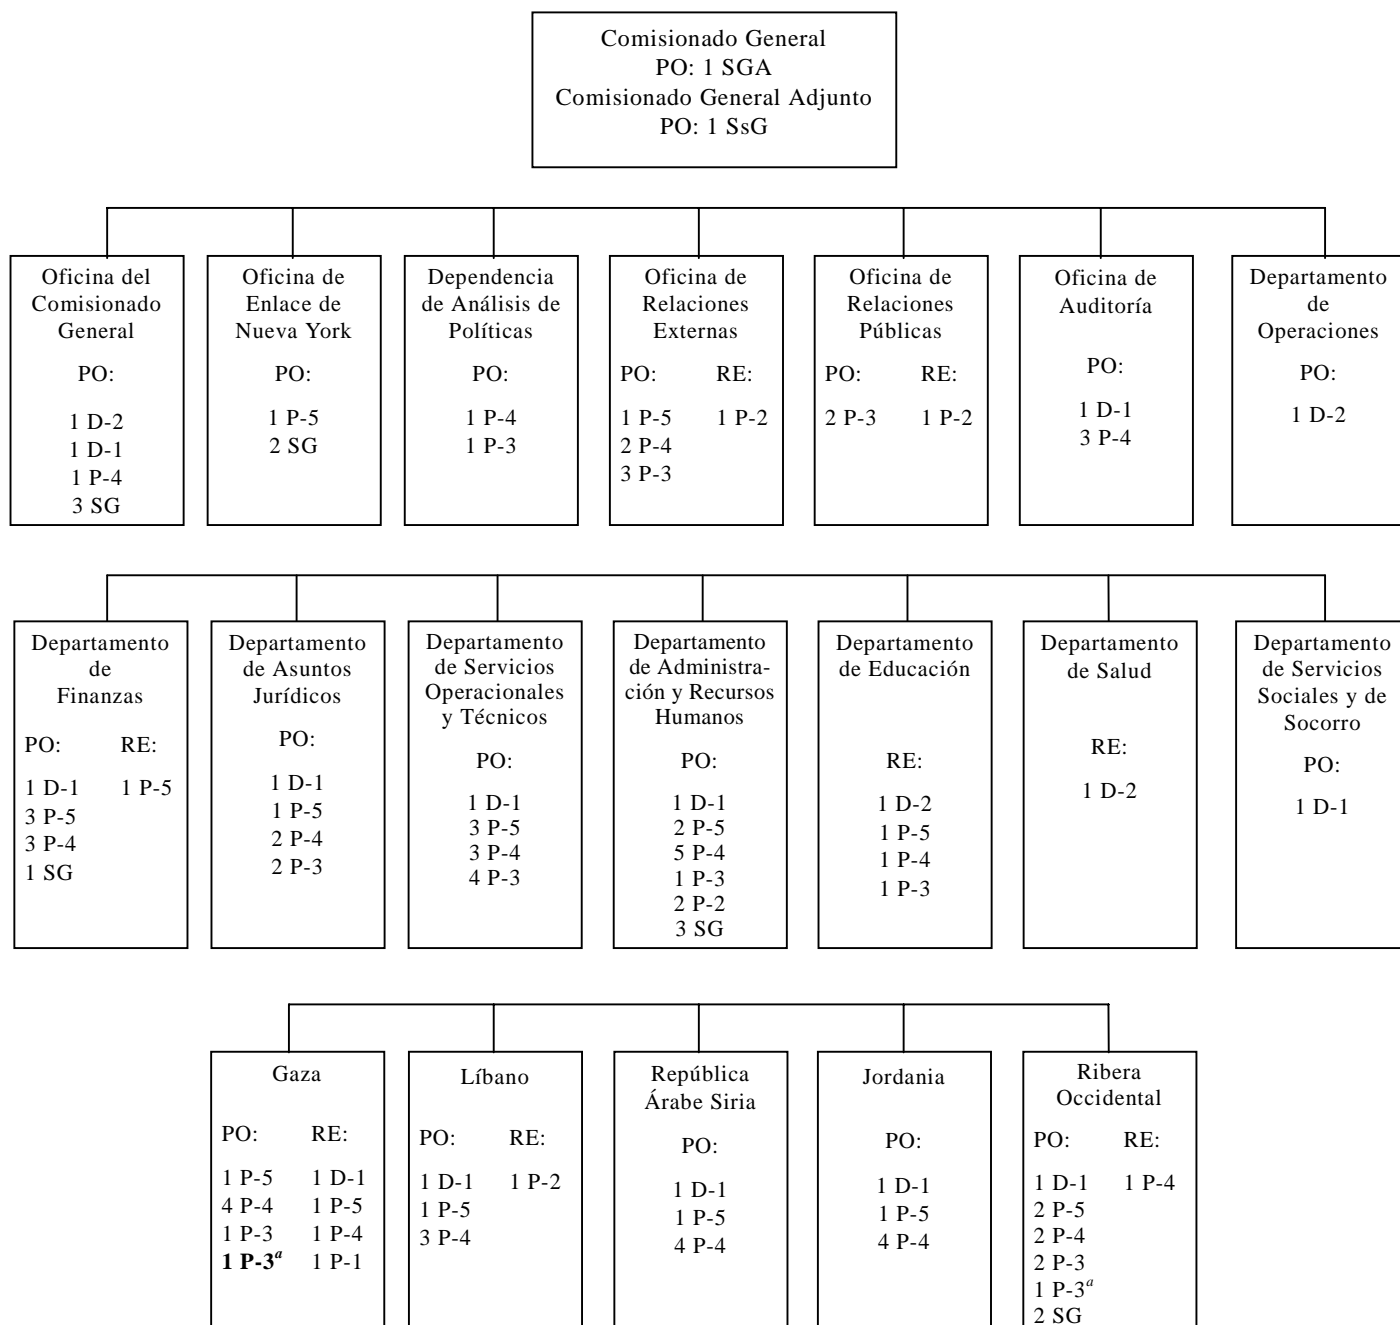 Comisionado General
PO: 1 SGA
Comisionado General Adjunto
PO: 1 SsG
Oficina del
Comisionado
General
PO:
1 D-2
1 D-1
1 P-4
3 SG
Oficina de
Enlace de
Nueva York
PO:
1 P-5
2 SG
Dependencia
de Análisis de
Políticas
PO:
1 P-4
1 P-3
Oficina de
Relaciones
Externas
PO: RE:
1 P-5 1 P-2
2 P-4
3 P-3
Oficina de
Relaciones
Públicas
PO: RE:
2 P-3 1 P-2
Oficina de
Auditoría
PO:
1 D-1
3 P-4
Departamento
de
Operaciones
PO:
1 D-2
Departamento
de
Finanzas
PO: RE:
1 D-1 1 P-5
3 P-5
3 P-4
1 SG
Departamento
de Asuntos
Jurídicos
PO:
1 D-1
1 P-5
2 P-4
2 P-3
Departamento
de Servicios
Operacionales
y Técnicos
PO:
1 D-1
3 P-5
3 P-4
4 P-3
Departamento
de Administra-
ción y Recursos
Humanos
PO:
1 D-1
2 P-5
5 P-4
1 P-3
2 P-2
3 SG
Departamento
de Educación
RE:
1 D-2
1 P-5
1 P-4
1 P-3
Departamento
de Salud
RE:
1 D-2
Departamento
de Servicios
Sociales y de
Socorro
PO:
1 D-1
Gaza
PO: RE:
1 P-5 1 D-1
4 P-4 1 P-5
1 P-3 1 P-4
1 P-3a 1 P-1
Líbano
PO: RE:
1 D-1 1 P-2
1 P-5
3 P-4
República
Árabe Siria
PO:
1 D-1
1 P-5
4 P-4
Jordania
PO:
1 D-1
1 P-5
4 P-4
Ribera
Occidental
PO: RE:
1 D-1 1 P-4
2 P-5
2 P-4
2 P-3
1 P-3a
2 SG